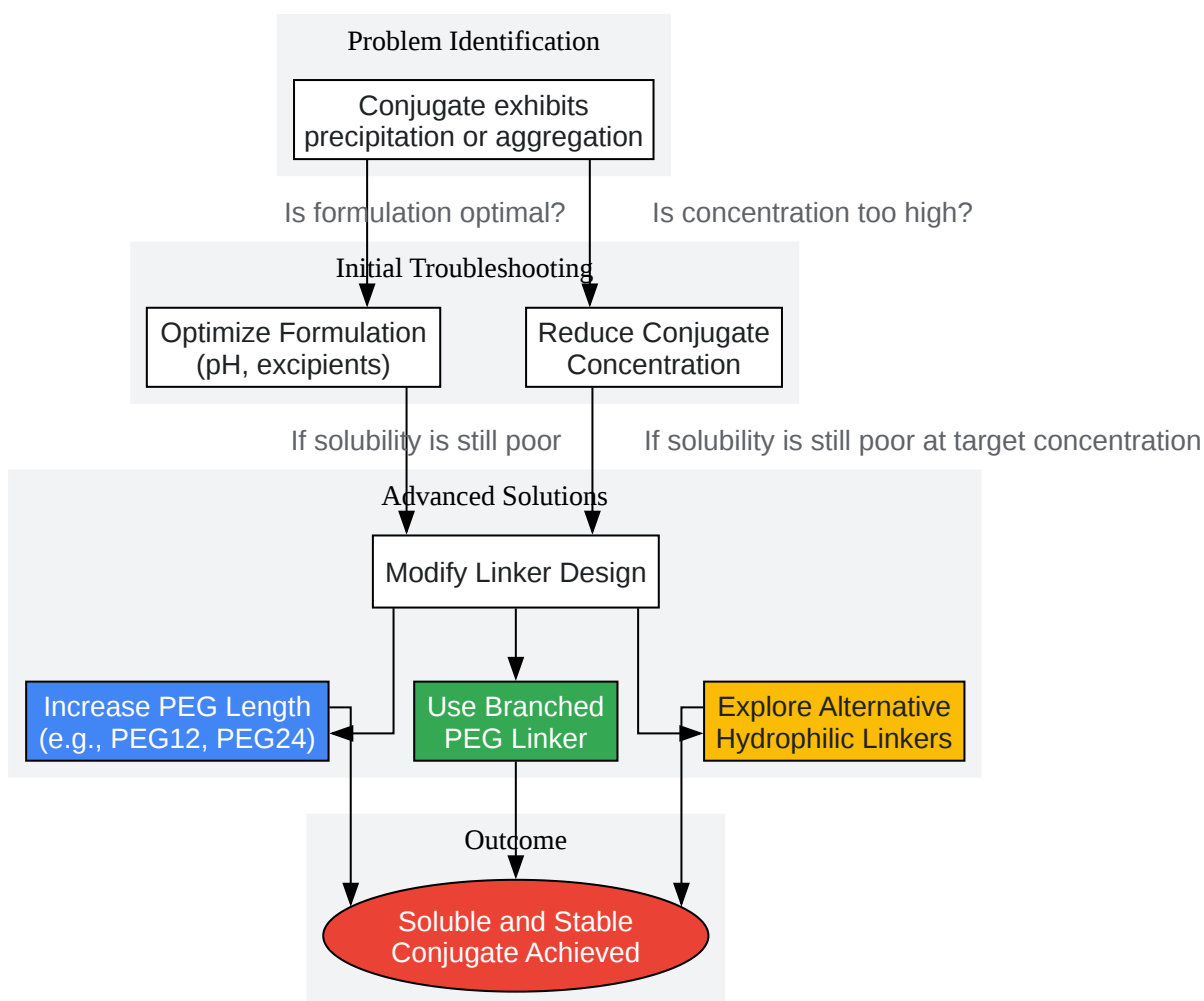 Problem Identification
Conjugate exhibits
precipitation or aggregation
Is formulation optimal?
Is concentration too high?
Initial Troubleshooting
Optimize Formulation
(pH, excipients)
Reduce Conjugate
Concentration
If solubility is still poor
If solubility is still poor at target concentration
Advanced Solutions
Modify Linker Design
Increase PEG Length
(e.g., PEG12, PEG24)
Use Branched
PEG Linker
Explore Alternative
Hydrophilic Linkers
Outcome
Soluble and Stable
Conjugate Achieved